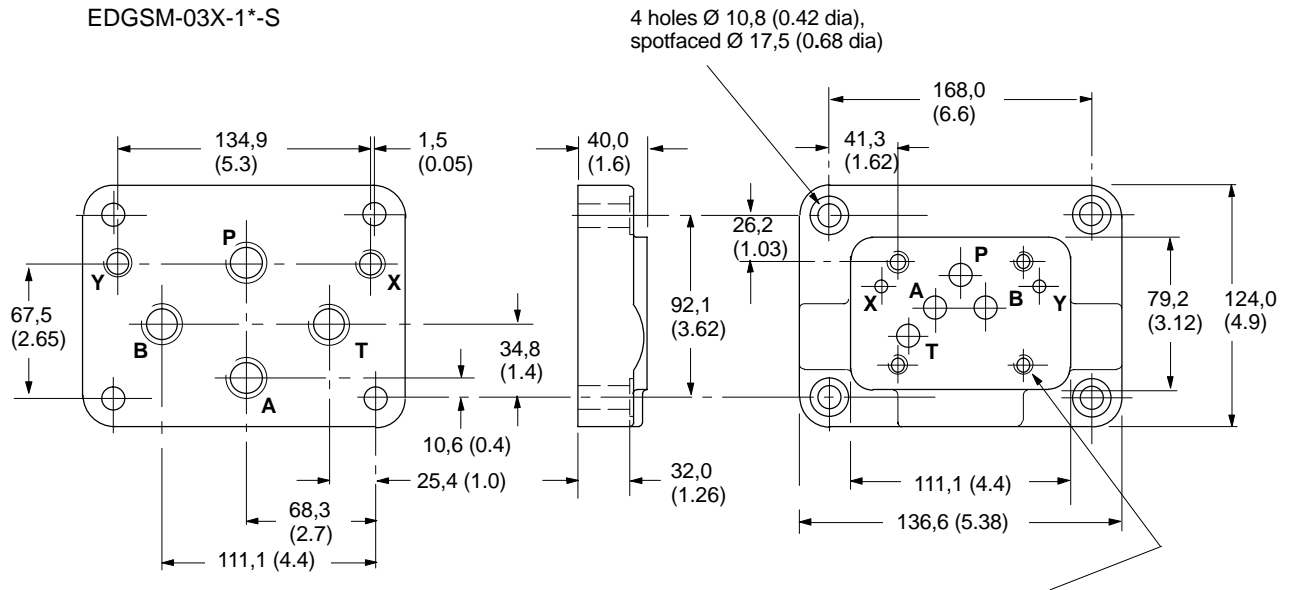 EDGSM-03X-1*-S
4 holes Ø 10,8 (0.42 dia),
spotfaced Ø 17,5 (0.68 dia)
134,9
(5.3)
1,5
(0.05)
P
Y
X
B
T
A
67,5
(2.65)
34,8
(1.4)
10,6 (0.4)
25,4 (1.0)
68,3
(2.7)
111,1 (4.4)
40,0
(1.6)
92,1
(3.62)
32,0
(1.26)
168,0
(6.6)
41,3
(1.62)
26,2
(1.03)
P
X
A
B
Y
T
79,2
(3.12)
124,0
(4.9)
111,1 (4.4)
136,6 (5.38)